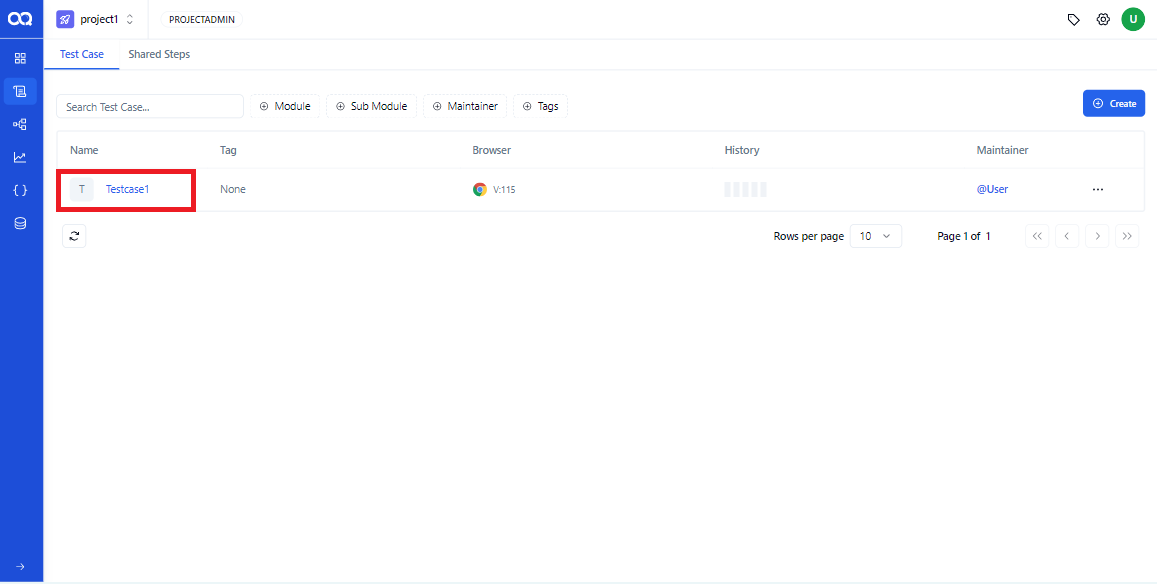 OQ project1 PROJECTADMIN U
Test Case Shared Steps
Search Test Case... Module Sub Module Maintainer Tags Create
Name Tag Browser History Maintainer
T Testcase1 None V:115 @User ...
Rows per page 10 Page 1 of 1